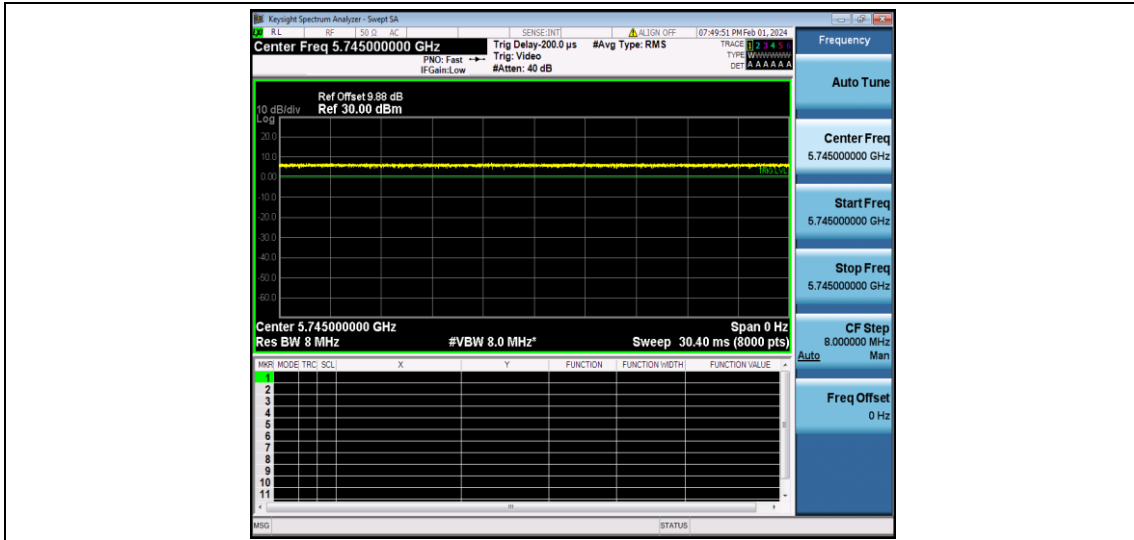 Keysight Spectrum Analyzer - Swept SA
RL RF 50 Ω AC SENSE:INT ALIGN OFF 07:49:51 PM Feb 01, 2024
Center Freq 5.745000000 GHz Trig Delay-200.0 µs #Avg Type: RMS TRACE 1 2 3 4 5 6
PNO: Fast Trig: Video TYPE WWWWWW
IFGain:Low #Atten: 40 dB DET A A A A A A
Frequency
Auto Tune
Ref Offset 9.88 dB
10 dB/div Ref 30.00 dBm
Log
20.0
10.0
0.00
TRIG LVL
-10.0
-20.0
-30.0
-40.0
-50.0
-60.0
Center 5.745000000 GHz Span 0 Hz
Res BW 8 MHz #VBW 8.0 MHz* Sweep 30.40 ms (8000 pts)
MKR MODE TRC SCL X Y FUNCTION FUNCTION WIDTH FUNCTION VALUE
1
2
3
4
5
6
7
8
9
10
11
Center Freq
5.745000000 GHz
Start Freq
5.745000000 GHz
Stop Freq
5.745000000 GHz
CF Step
8.000000 MHz
Auto Man
Freq Offset
0 Hz
MSG STATUS